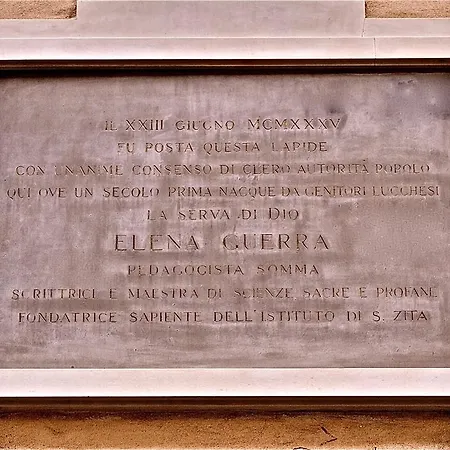 IL XXIII GIUGNO MCMXXXV
FU POSTA QUESTA LAPIDE
CON UNANIME CONSENSO DI CLERO AUTORITÀ POPOLO
QUI OVE UN SECOLO PRIMA NACQUE DA GENITORI LUCCHESI
LA SERVA DI DIO
ELENA GUERRA
PEDAGOGISTA SOMMA
SCRITTRICE E MAESTRA DI SCIENZE SACRE E PROFANE
FONDATRICE SAPIENTE DELL'ISTITUTO DI S. ZITA